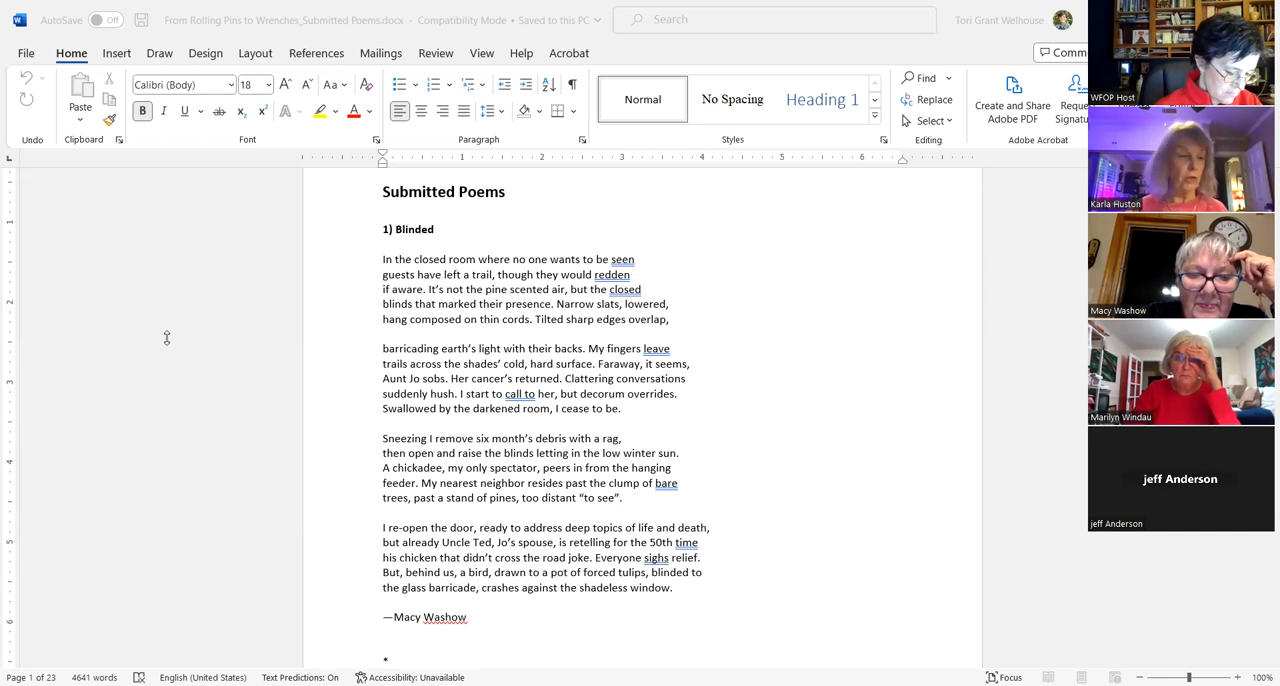 AutoSave Off From Rolling Pins to Wrenches_Submitted Poems.docx - Compatibility Mode • Saved to this PC Search Tori Grant Welhouse
File Home Insert Draw Design Layout References Mailings Review View Help Acrobat Comm
Calibri (Body) 18 Aa
Paste
B I U ab x₂ x² A A
Normal No Spacing Heading 1
Find
Replace
Select
Create and Share
Adobe PDF
Reque
Signatu
Undo Clipboard Font Paragraph Styles Editing Adobe Acrobat
1 2 3 4 5 6
Submitted Poems
1) Blinded
In the closed room where no one wants to be seen
guests have left a trail, though they would redden
if aware. It’s not the pine scented air, but the closed
blinds that marked their presence. Narrow slats, lowered,
hang composed on thin cords. Tilted sharp edges overlap,
barricading earth’s light with their backs. My fingers leave
trails across the shades’ cold, hard surface. Faraway, it seems,
Aunt Jo sobs. Her cancer’s returned. Clattering conversations
suddenly hush. I start to call to her, but decorum overrides.
Swallowed by the darkened room, I cease to be.
Sneezing I remove six month’s debris with a rag,
then open and raise the blinds letting in the low winter sun.
A chickadee, my only spectator, peers in from the hanging
feeder. My nearest neighbor resides past the clump of bare
trees, past a stand of pines, too distant “to see”.
I re-open the door, ready to address deep topics of life and death,
but already Uncle Ted, Jo’s spouse, is retelling for the 50th time
his chicken that didn’t cross the road joke. Everyone sighs relief.
But, behind us, a bird, drawn to a pot of forced tulips, blinded to
the glass barricade, crashes against the shadeless window.
—Macy Washow
*
WFOP Host
Karla Huston
Macy Washow
Marilyn Windau
jeff Anderson
jeff Anderson
Page 1 of 23 4641 words English (United States) Text Predictions: On Accessibility: Unavailable Focus 100%